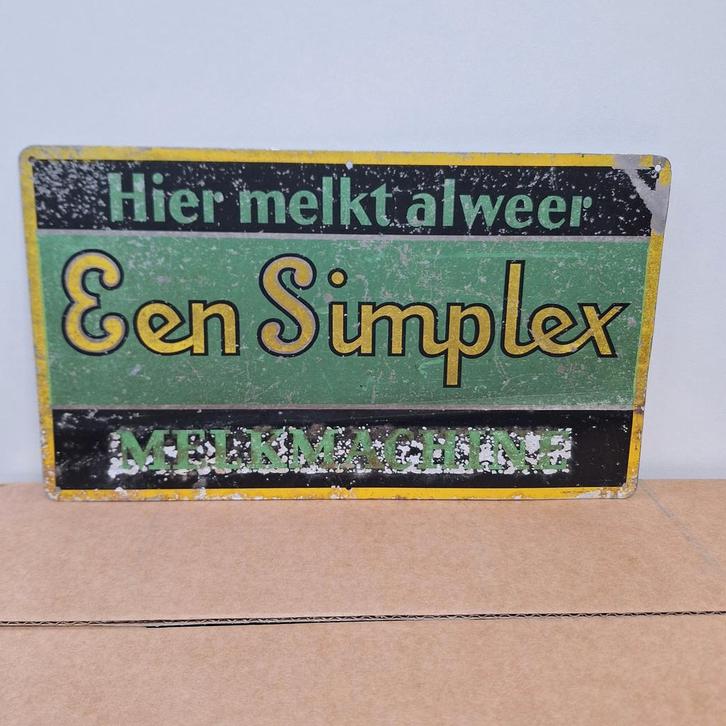 Hier melkt alweer
Een Simplex
MELKMACHINE